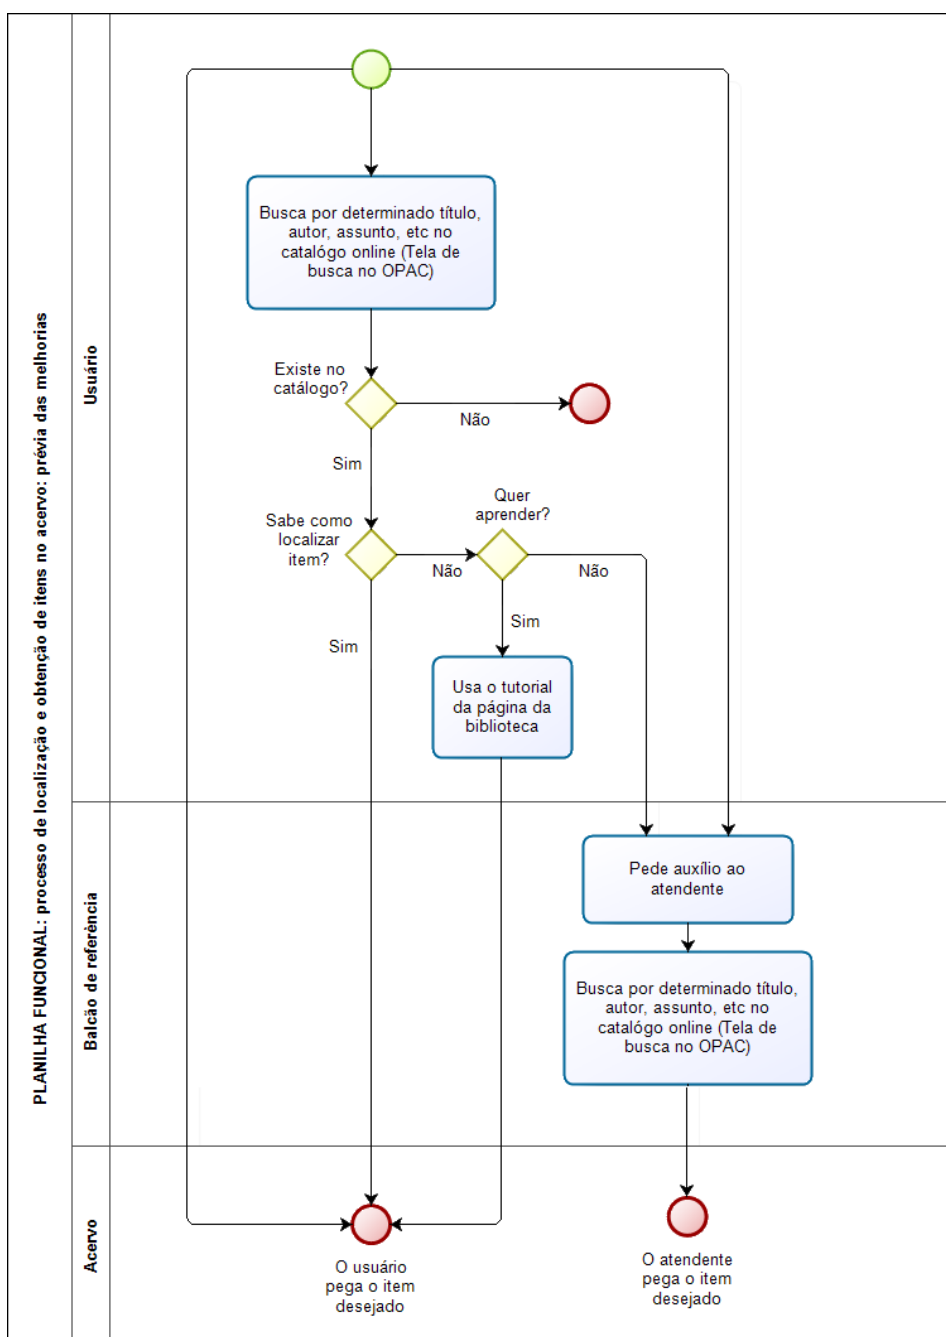 PLANILHA FUNCIONAL: processo de localização e obtenção de itens no acervo: prévia das melhorias
Usuário
Busca por determinado título,
autor, assunto, etc no
catalógo online (Tela de
busca no OPAC)
Existe no
catálogo?
Não
Sim
Sabe como
localizar
item?
Não
Quer
aprender?
Não
Sim
Sim
Usa o tutorial
da página da
biblioteca
Balcão de referência
Pede auxílio ao
atendente
Busca por determinado título,
autor, assunto, etc no
catalógo online (Tela de
busca no OPAC)
Acervo
O usuário
pega o item
desejado
O atendente
pega o item
desejado